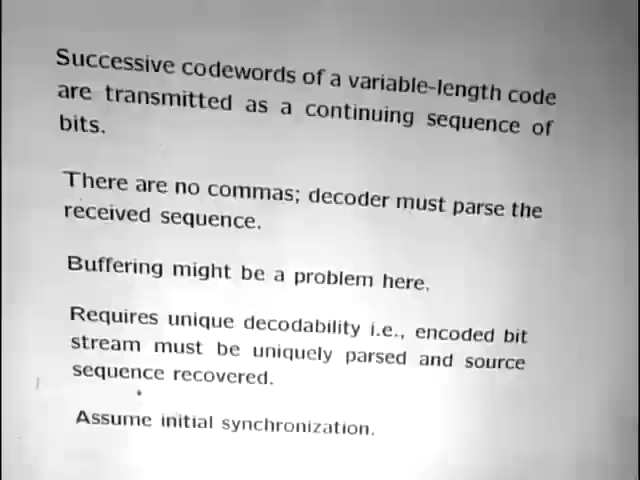 Successive codewords of a variable-length code
are transmitted as a continuing sequence of
bits.
There are no commas; decoder must parse the
received sequence.
Buffering might be a problem here.
Requires unique decodability i.e., encoded bit
stream must be uniquely parsed and source
sequence recovered.
Assume initial synchronization.